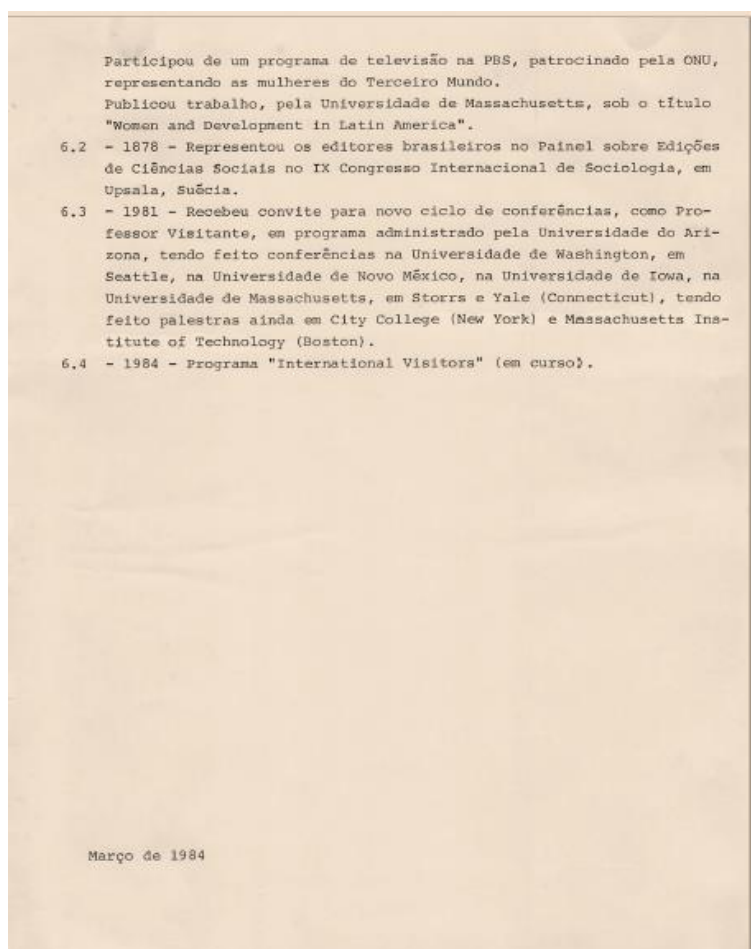 Participou de um programa de televisão na PBS, patrocinado pela ONU,
representando as mulheres do Terceiro Mundo.
Publicou trabalho, pela Universidade de Massachusetts, sob o título
"Women and Development in Latin America".
6.2 - 1878 - Representou os editores brasileiros no Painel sobre Edições
de Ciências Sociais no IX Congresso Internacional de Sociologia, em
Upsala, Suécia.
6.3 - 1981 - Recebeu convite para novo ciclo de conferências, como Pro-
fessor Visitante, em programa administrado pela Universidade do Ari-
zona, tendo feito conferências na Universidade de Washington, em
Seattle, na Universidade de Novo México, na Universidade de Iowa, na
Universidade de Massachusetts, em Storrs e Yale (Connecticut), tendo
feito palestras ainda em City College (New York) e Massachusetts Ins-
titute of Technology (Boston).
6.4 - 1984 - Programa "International Visitors" (em curso).
Março de 1984